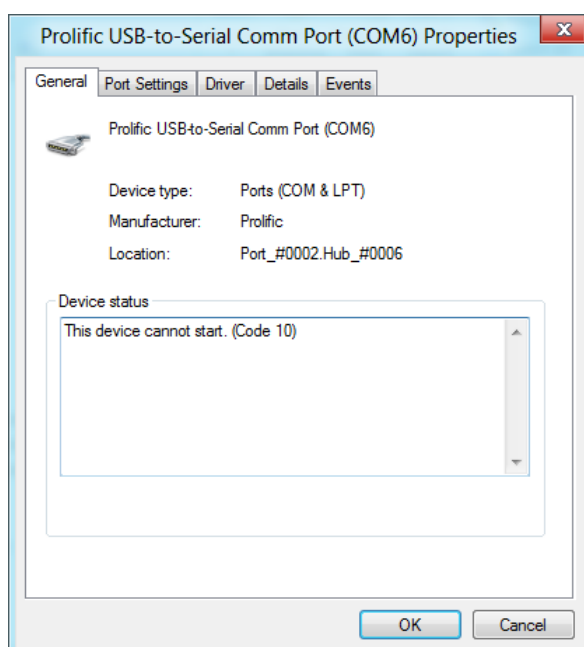 Prolific USB-to-Serial Comm Port (COM6) Properties
x
General Port Settings Driver Details Events
Prolific USB-to-Serial Comm Port (COM6)
Device type: Ports (COM & LPT)
Manufacturer: Prolific
Location: Port_#0002.Hub_#0006
Device status
This device cannot start. (Code 10)
OK Cancel